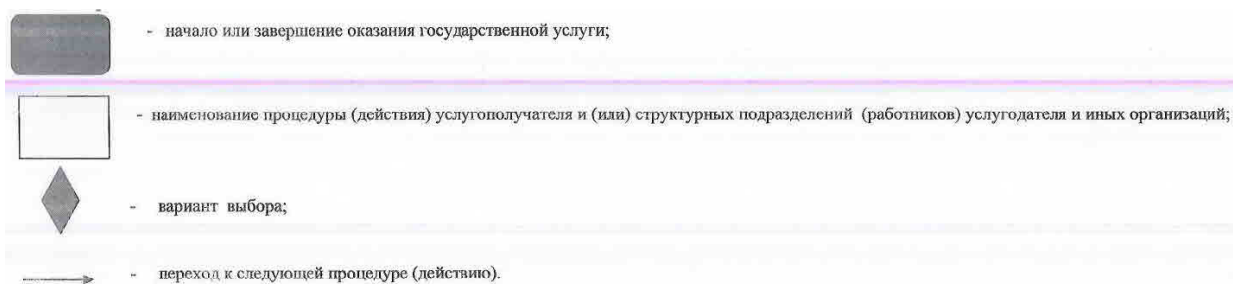 - начало или завершение оказания государственной услуги;
- наименование процедуры (действия) услугополучателя и (или) структурных подразделений (работников) услугодателя и иных организаций;
- вариант выбора;
- переход к следующей процедуре (действию).